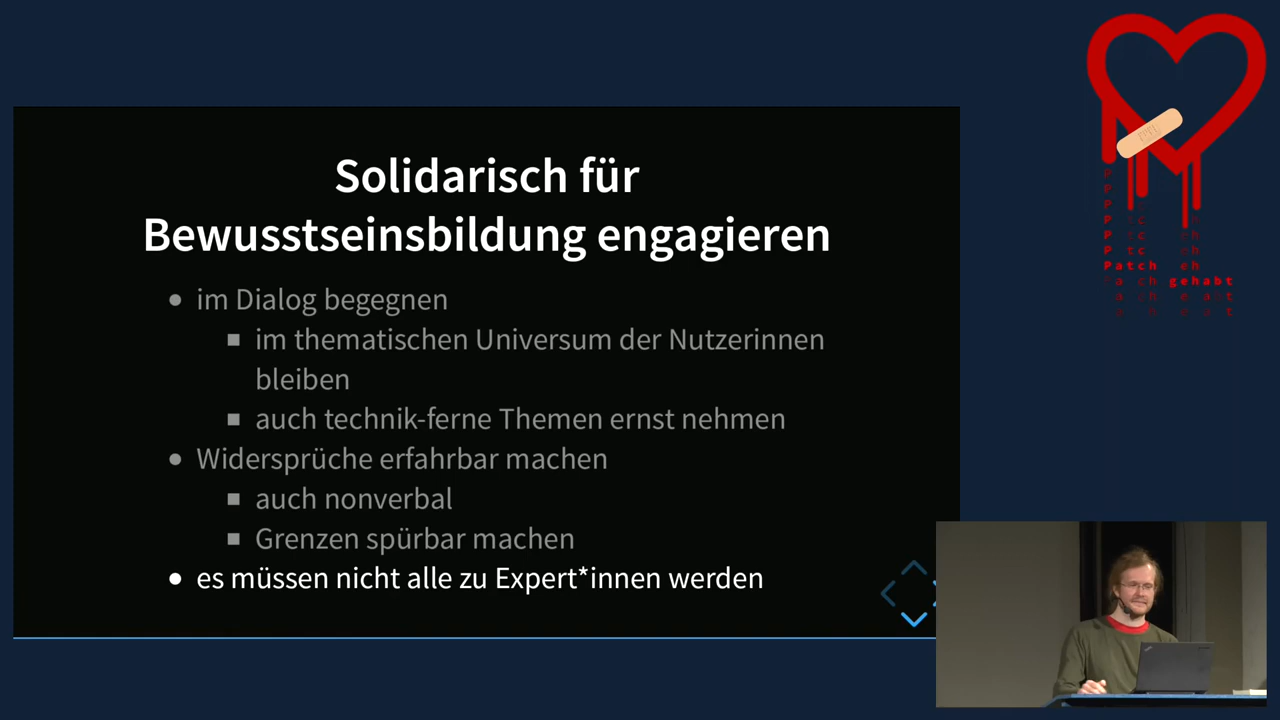 Solidarisch für
Bewusstseinsbildung engagieren
im Dialog begegnen
im thematischen Universum der Nutzerinnen
bleiben
auch technik-ferne Themen ernst nehmen
Widersprüche erfahrbar machen
auch nonverbal
Grenzen spürbar machen
es müssen nicht alle zu Expert*innen werden
Patch
gehabt